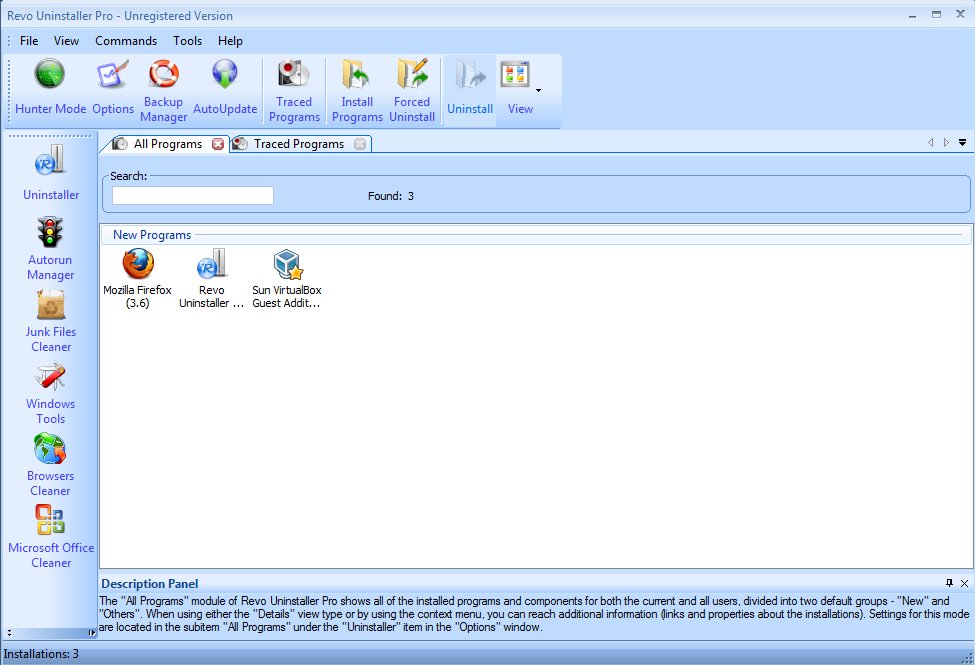 Revo Uninstaller Pro - Unregistered Version
File View Commands Tools Help
Hunter Mode
Options
Backup
Manager
AutoUpdate
Traced
Programs
Install
Programs
Forced
Uninstall
Uninstall
View
Uninstaller
Autorun
Manager
Junk Files
Cleaner
Windows
Tools
Browsers
Cleaner
Microsoft Office
Cleaner
All Programs
Traced Programs
Search:
Found: 3
New Programs
Mozilla Firefox
(3.6)
Revo
Uninstaller ...
Sun VirtualBox
Guest Addit...
Description Panel
The "All Programs" module of Revo Uninstaller Pro shows all of the installed programs and components for both the current and all users, divided into two default groups - "New" and
"Others". When using either the "Details" view type or by using the context menu, you can reach additional information (links and properties about the installations). Settings for this mode
are located in the subitem "All Programs" under the "Uninstaller" item in the "Options" window.
Installations: 3